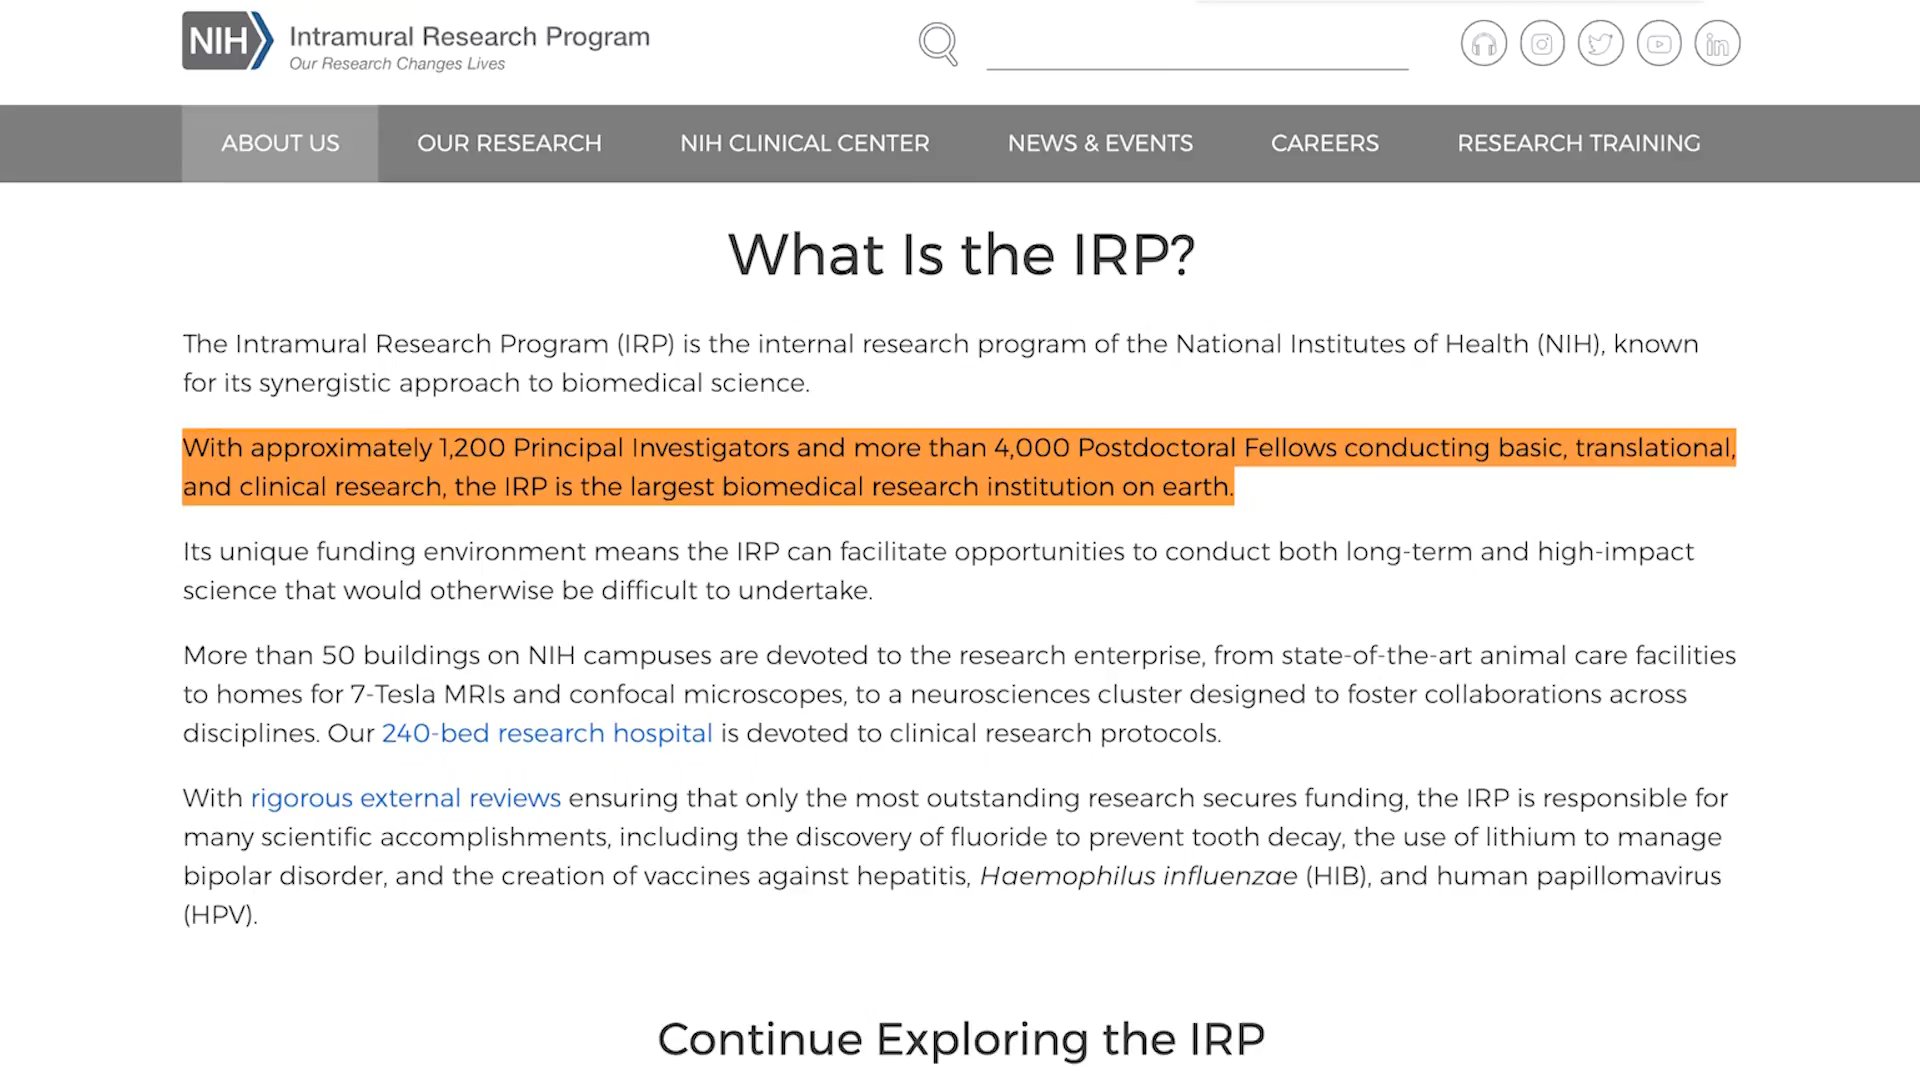 NIH Intramural Research Program
Our Research Changes Lives
ABOUT US OUR RESEARCH NIH CLINICAL CENTER NEWS & EVENTS CAREERS RESEARCH TRAINING
What Is the IRP?
The Intramural Research Program (IRP) is the internal research program of the National Institutes of Health (NIH), known
for its synergistic approach to biomedical science.
With approximately 1,200 Principal Investigators and more than 4,000 Postdoctoral Fellows conducting basic, translational,
and clinical research, the IRP is the largest biomedical research institution on earth.
Its unique funding environment means the IRP can facilitate opportunities to conduct both long-term and high-impact
science that would otherwise be difficult to undertake.
More than 50 buildings on NIH campuses are devoted to the research enterprise, from state-of-the-art animal care facilities
to homes for 7-Tesla MRIs and confocal microscopes, to a neurosciences cluster designed to foster collaborations across
disciplines. Our 240-bed research hospital is devoted to clinical research protocols.
With rigorous external reviews ensuring that only the most outstanding research secures funding, the IRP is responsible for
many scientific accomplishments, including the discovery of fluoride to prevent tooth decay, the use of lithium to manage
bipolar disorder, and the creation of vaccines against hepatitis, Haemophilus influenzae (HIB), and human papillomavirus
(HPV).
Continue Exploring the IRP